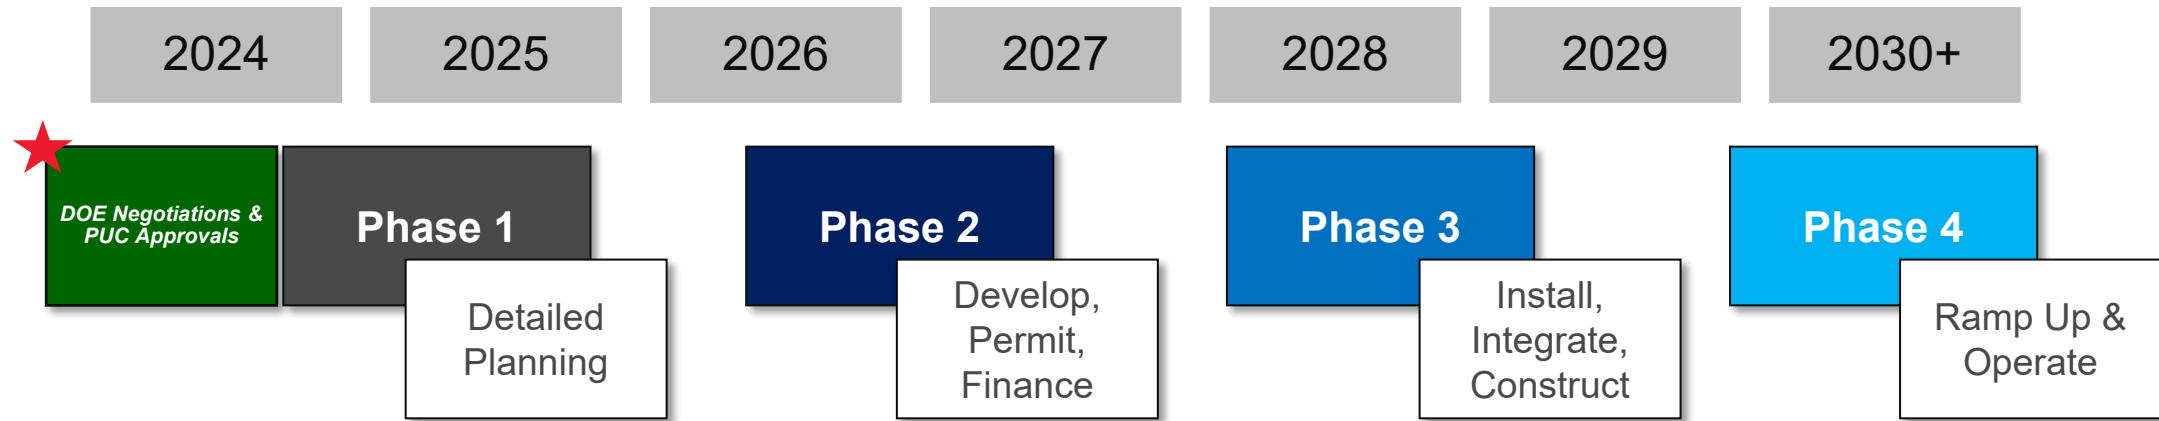 2024
2025
2026
2027
2028
2029
2030+
DOE Negotiations &
PUC Approvals
Phase 1
Detailed
Planning
Phase 2
Develop,
Permit,
Finance
Phase 3
Install,
Integrate,
Construct
Phase 4
Ramp Up &
Operate